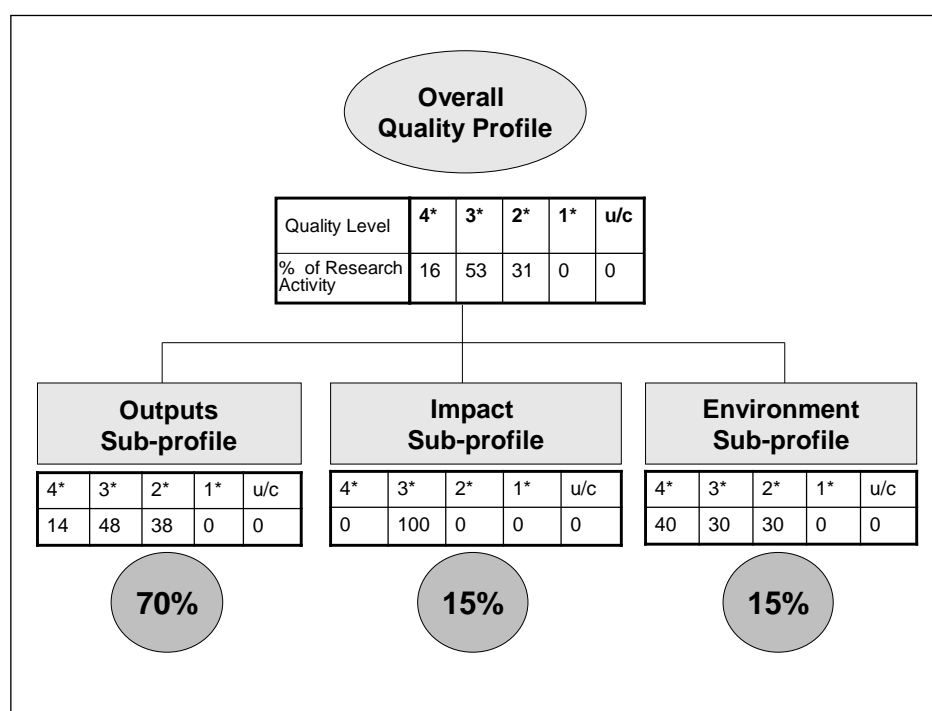 Overall
Quality Profile
Quality Level 4* 3* 2* 1* u/c
% of Research
Activity 16 53 31 0 0
Outputs
Sub-profile
4* 3* 2* 1* u/c
14 48 38 0 0
70%
Impact
Sub-profile
4* 3* 2* 1* u/c
0 100 0 0 0
15%
Environment
Sub-profile
4* 3* 2* 1* u/c
40 30 30 0 0
15%